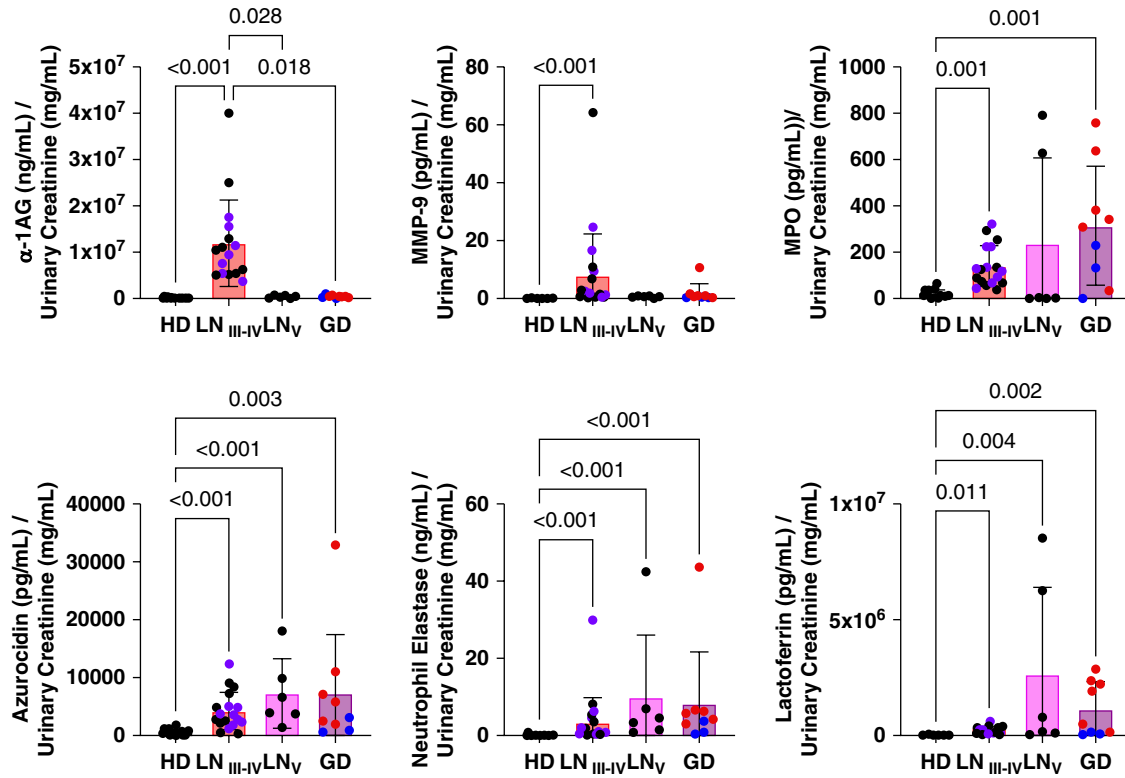 0.028
<0.001 0.018
5x10⁷
4x10⁷
3x10⁷
2x10⁷
1x10⁷
0
α-1AG (ng/mL) /
Urinary Creatinine (mg/mL)
HD LN III-IV LNV GD
<0.001
80
60
40
20
0
MMP-9 (pg/mL) /
Urinary Creatinine (mg/mL)
HD LN III-IV LNV GD
0.001
0.001
1000
800
600
400
200
0
MPO (pg/mL))/
Urinary Creatinine (mg/mL)
HD LN III-IV LNV GD
0.003
<0.001
<0.001
40000
30000
20000
10000
0
Azurocidin (pg/mL) /
Urinary Creatinine (mg/mL)
HD LN III-IV LNV GD
<0.001
<0.001
<0.001
60
40
20
0
Neutrophil Elastase (ng/mL) /
Urinary Creatinine (mg/mL)
HD LN III-IV LNV GD
0.002
0.004
0.011
1x10⁷
5x10⁶
0
Lactoferrin (pg/mL) /
Urinary Creatinine (mg/mL)
HD LN III-IV LNV GD